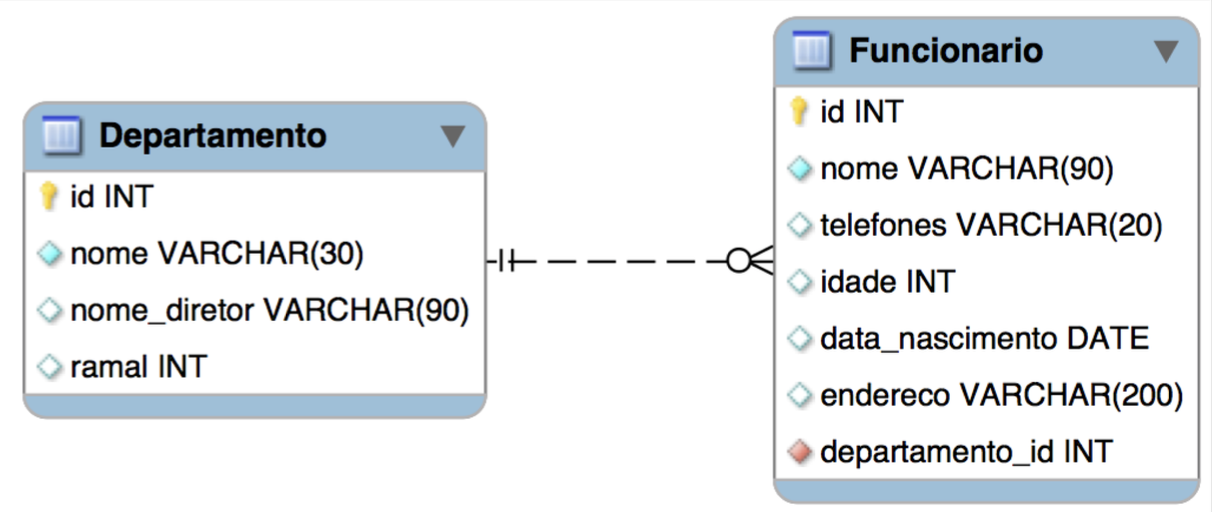 Departamento
id INT
nome VARCHAR(30)
nome_diretor VARCHAR(90)
ramal INT
Funcionario
id INT
nome VARCHAR(90)
telefones VARCHAR(20)
idade INT
data_nascimento DATE
endereco VARCHAR(200)
departamento_id INT